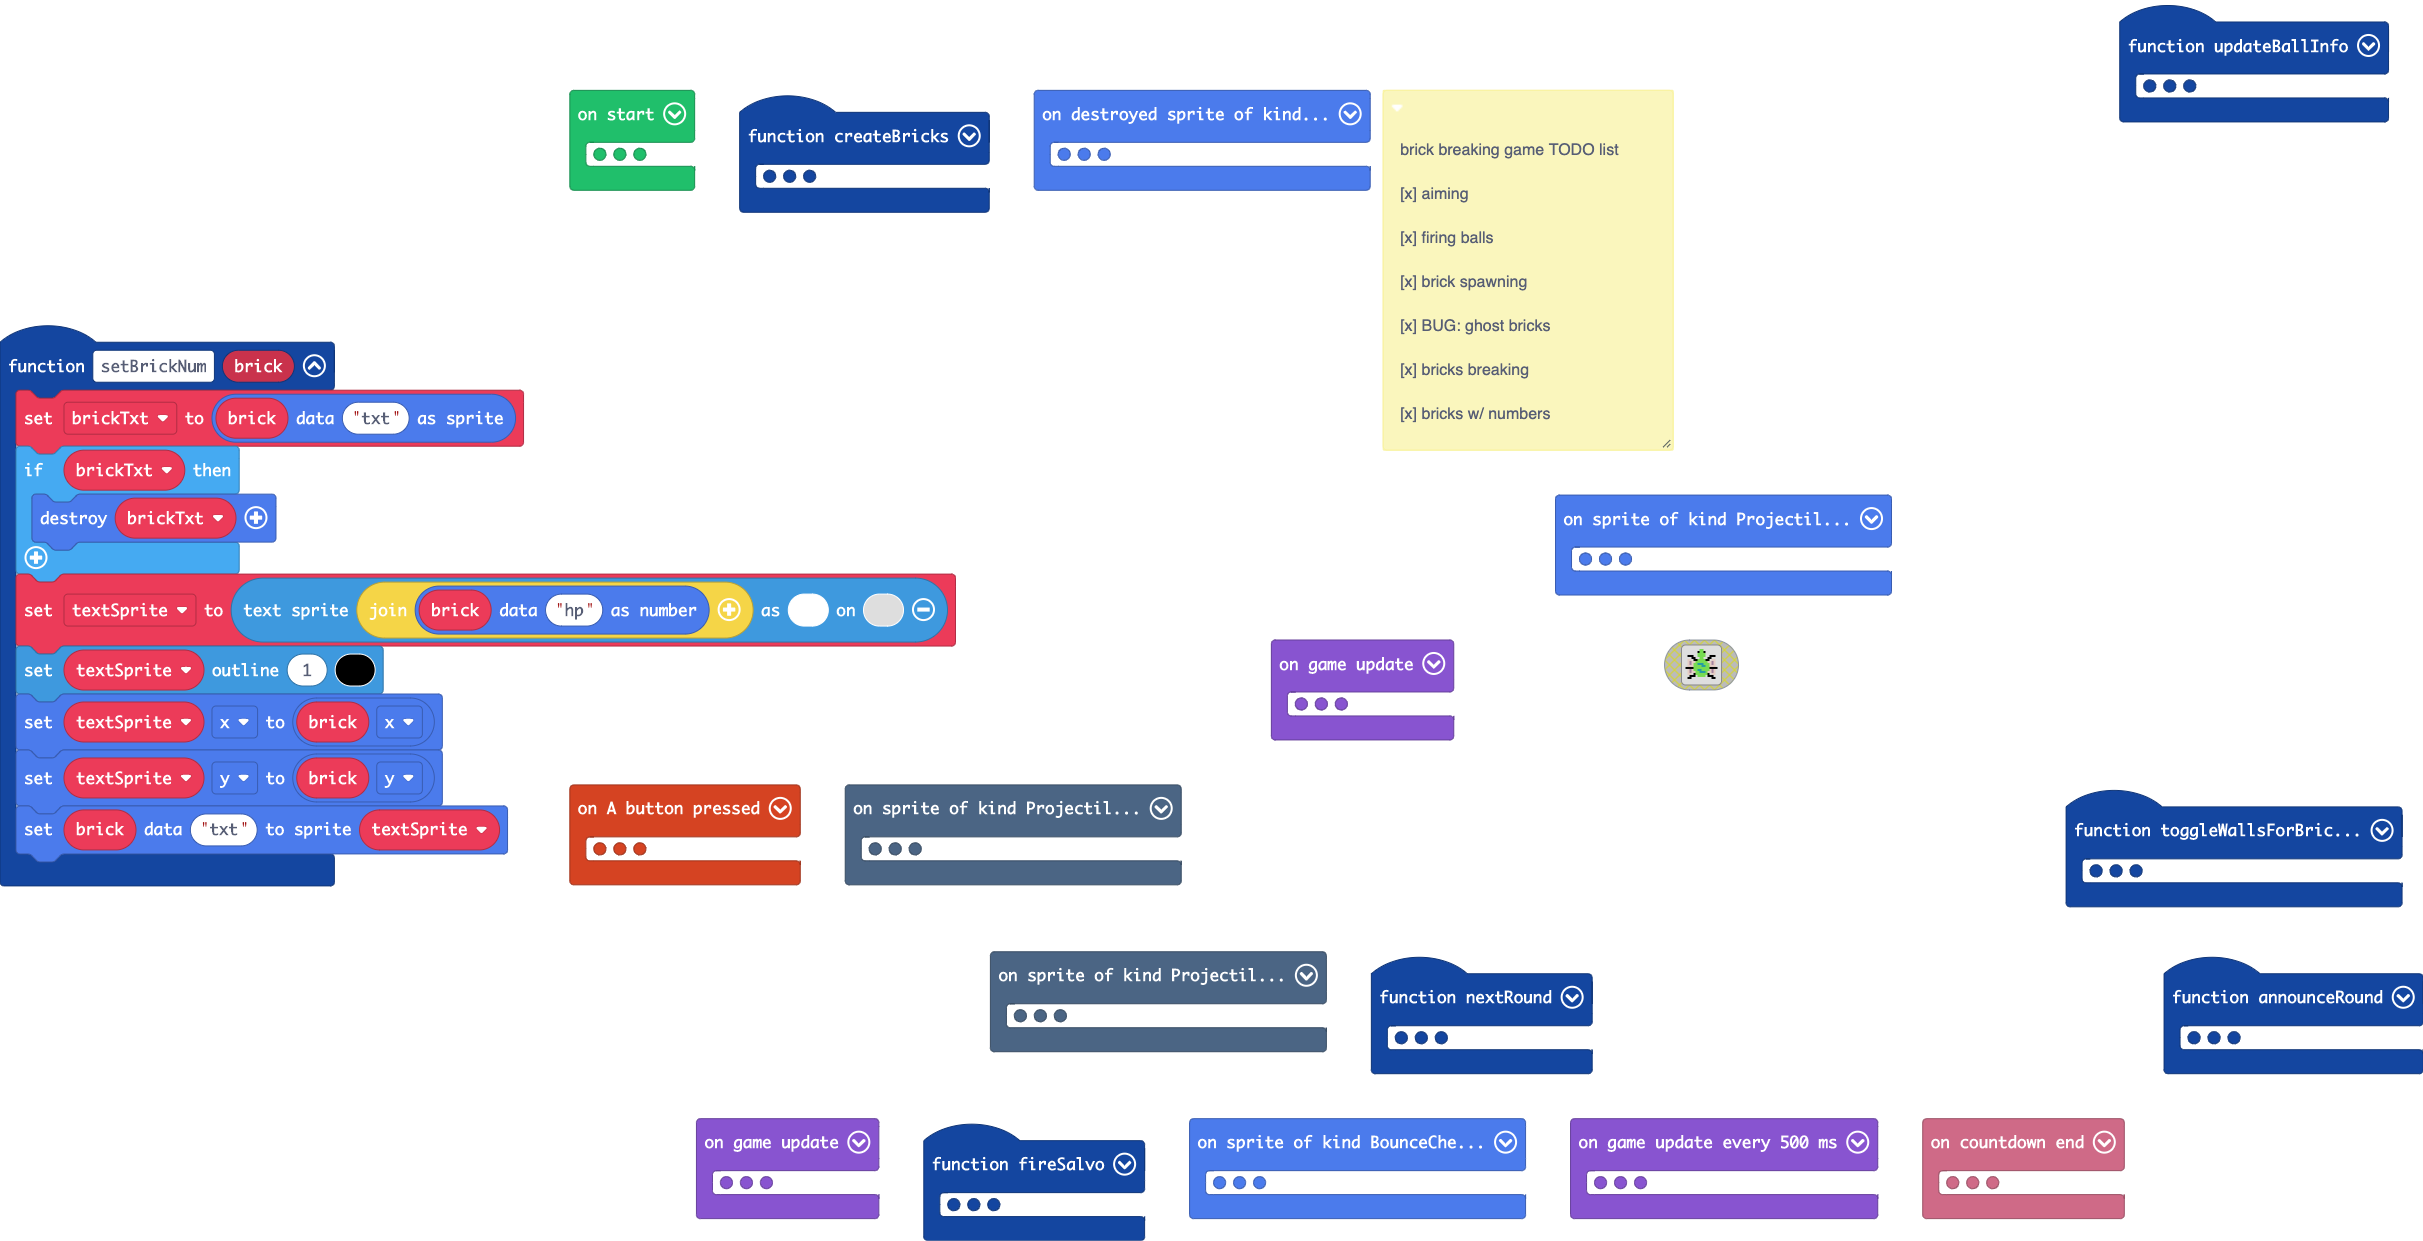 function updateBallInfo
on start
function createBricks
on destroyed sprite of kind...
brick breaking game TODO list
[x] aiming
[x] firing balls
[x] brick spawning
[x] BUG: ghost bricks
[x] bricks breaking
[x] bricks w/ numbers
function setBrickNum brick
set brickTxt to brick data "txt" as sprite
if brickTxt then
destroy brickTxt
set textSprite to text sprite join brick data "hp" as number as on
set textSprite outline 1
set textSprite x to brick x
set textSprite y to brick y
set brick data "txt" to sprite textSprite
on sprite of kind Projectil...
on game update
on A button pressed
on sprite of kind Projectil...
function toggleWallsForBric...
on sprite of kind Projectil...
function nextRound
function announceRound
on game update
function fireSalvo
on sprite of kind BounceChe...
on game update every 500 ms
on countdown end